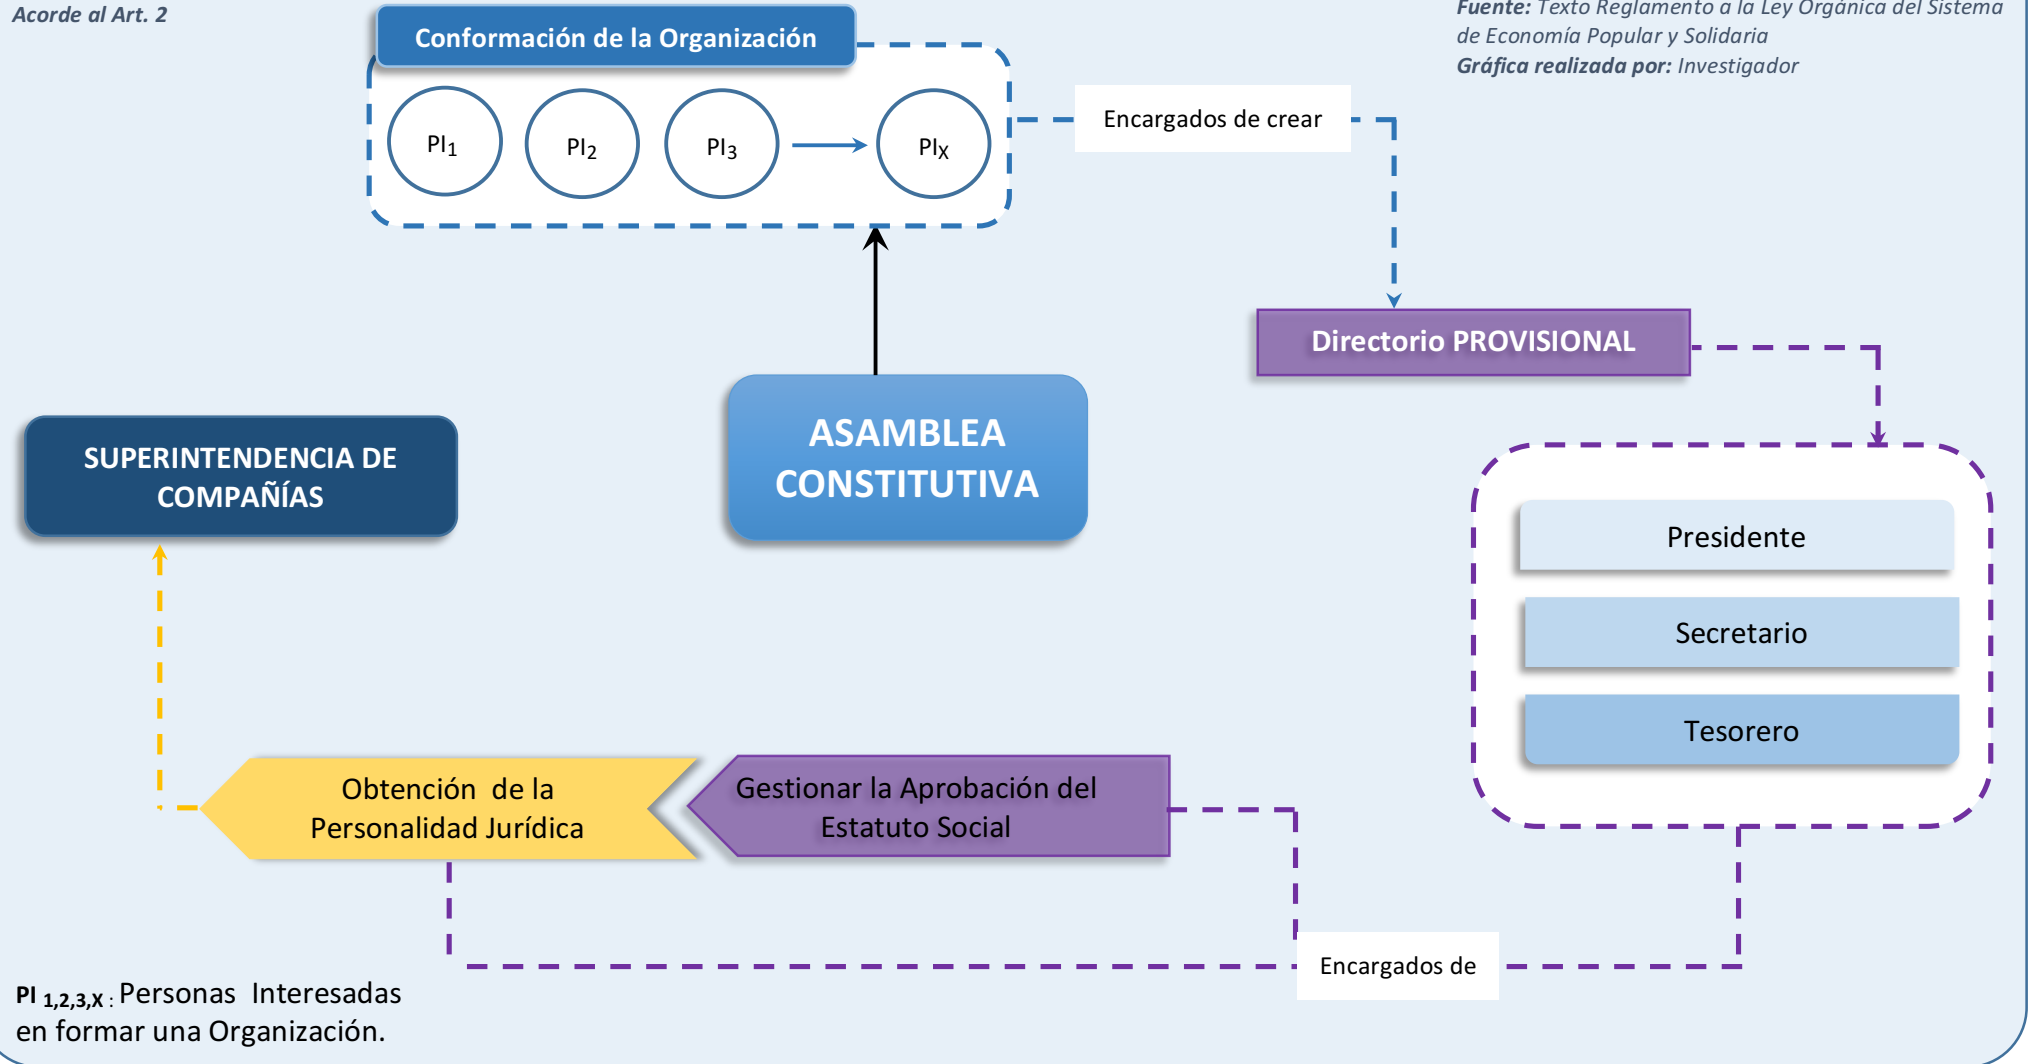 Acorde al Art. 2
Fuente: Texto Reglamento a la Ley Orgánica del Sistema
de Economía Popular y Solidaria
Gráfica realizada por: Investigador
Conformación de la Organización
PI1
PI2
PI3
PIX
Encargados de crear
Directorio PROVISIONAL
ASAMBLEA
CONSTITUTIVA
SUPERINTENDENCIA DE
COMPAÑÍAS
Presidente
Secretario
Tesorero
Obtención de la
Personalidad Jurídica
Gestionar la Aprobación del
Estatuto Social
Encargados de
PI 1,2,3,X : Personas Interesadas
en formar una Organización.